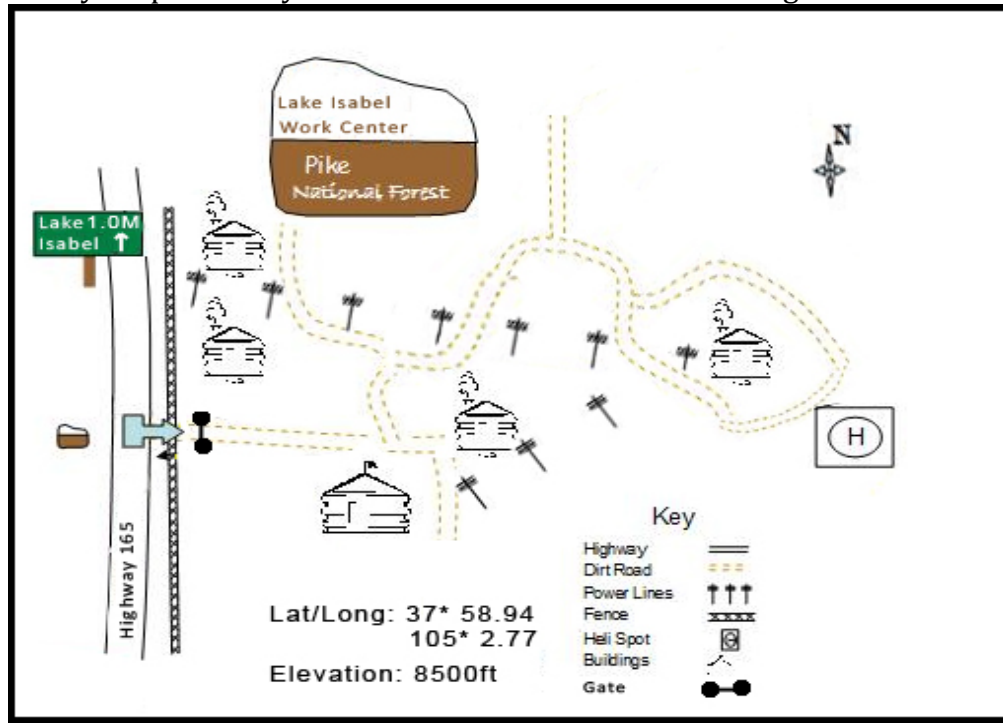 Lake Isabel
Work Center
Pike
National Forest
N
Lake 1.0M
Isabel ↑
H
Highway 165
Key
Highway
Dirt Road
Power Lines
Fence
Heli Spot
Buildings
Gate
Lat/Long: 37* 58.94
105* 2.77
Elevation: 8500ft